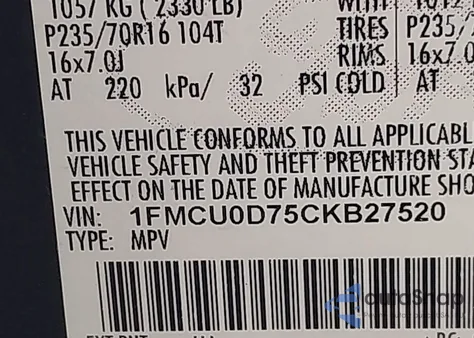 1057 KG ( 2330 LB) WITH
P235/70R16 104T TIRES P235/
16x7.0J RIMS 16x7.0
AT 220 kPa/ 32 PSI COLD AT
THIS VEHICLE CONFORMS TO ALL APPLICABL
VEHICLE SAFETY AND THEFT PREVENTION STA
EFFECT ON THE DATE OF MANUFACTURE SHO
VIN: 1FMCU0D75CKB27520
TYPE: MPV
autoSnap